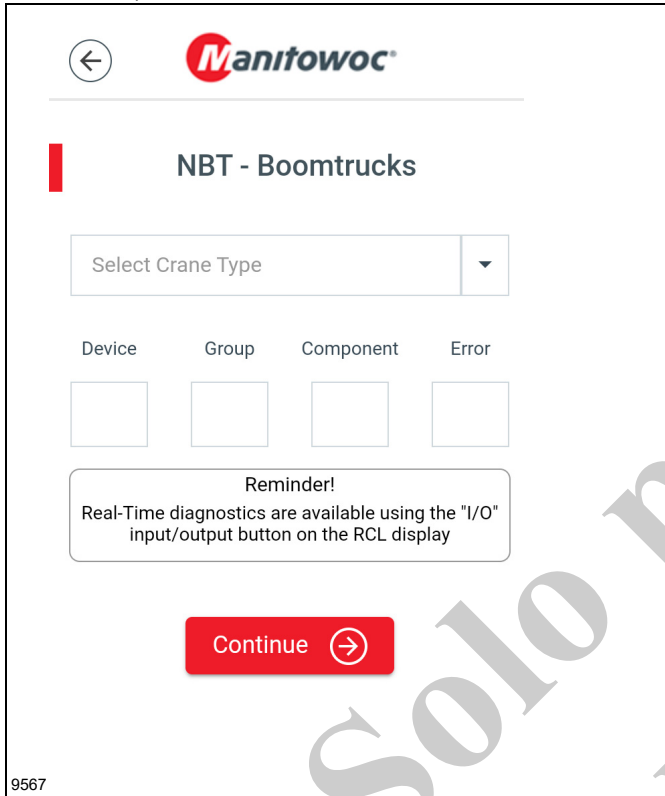 Manitowoc®
NBT - Boomtrucks
Select Crane Type
Device Group Component Error
Reminder!
Real-Time diagnostics are available using the "I/O"
input/output button on the RCL display
Continue
Solo
9567